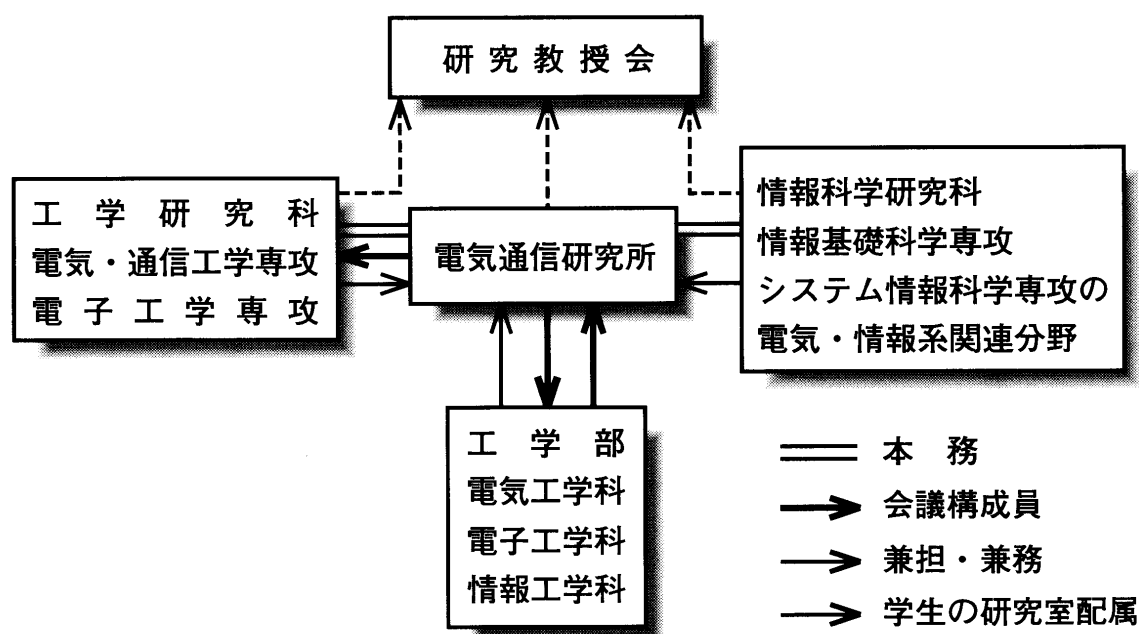 研究教授会
工学研究科
電気・通信工学専攻
電子工学専攻
電気通信研究所
情報科学研究科
情報基礎科学専攻
システム情報科学専攻の
電気・情報系関連分野
工学部
電気工学科
電子工学科
情報工学科
本務
会議構成員
兼担・兼務
学生の研究室配属